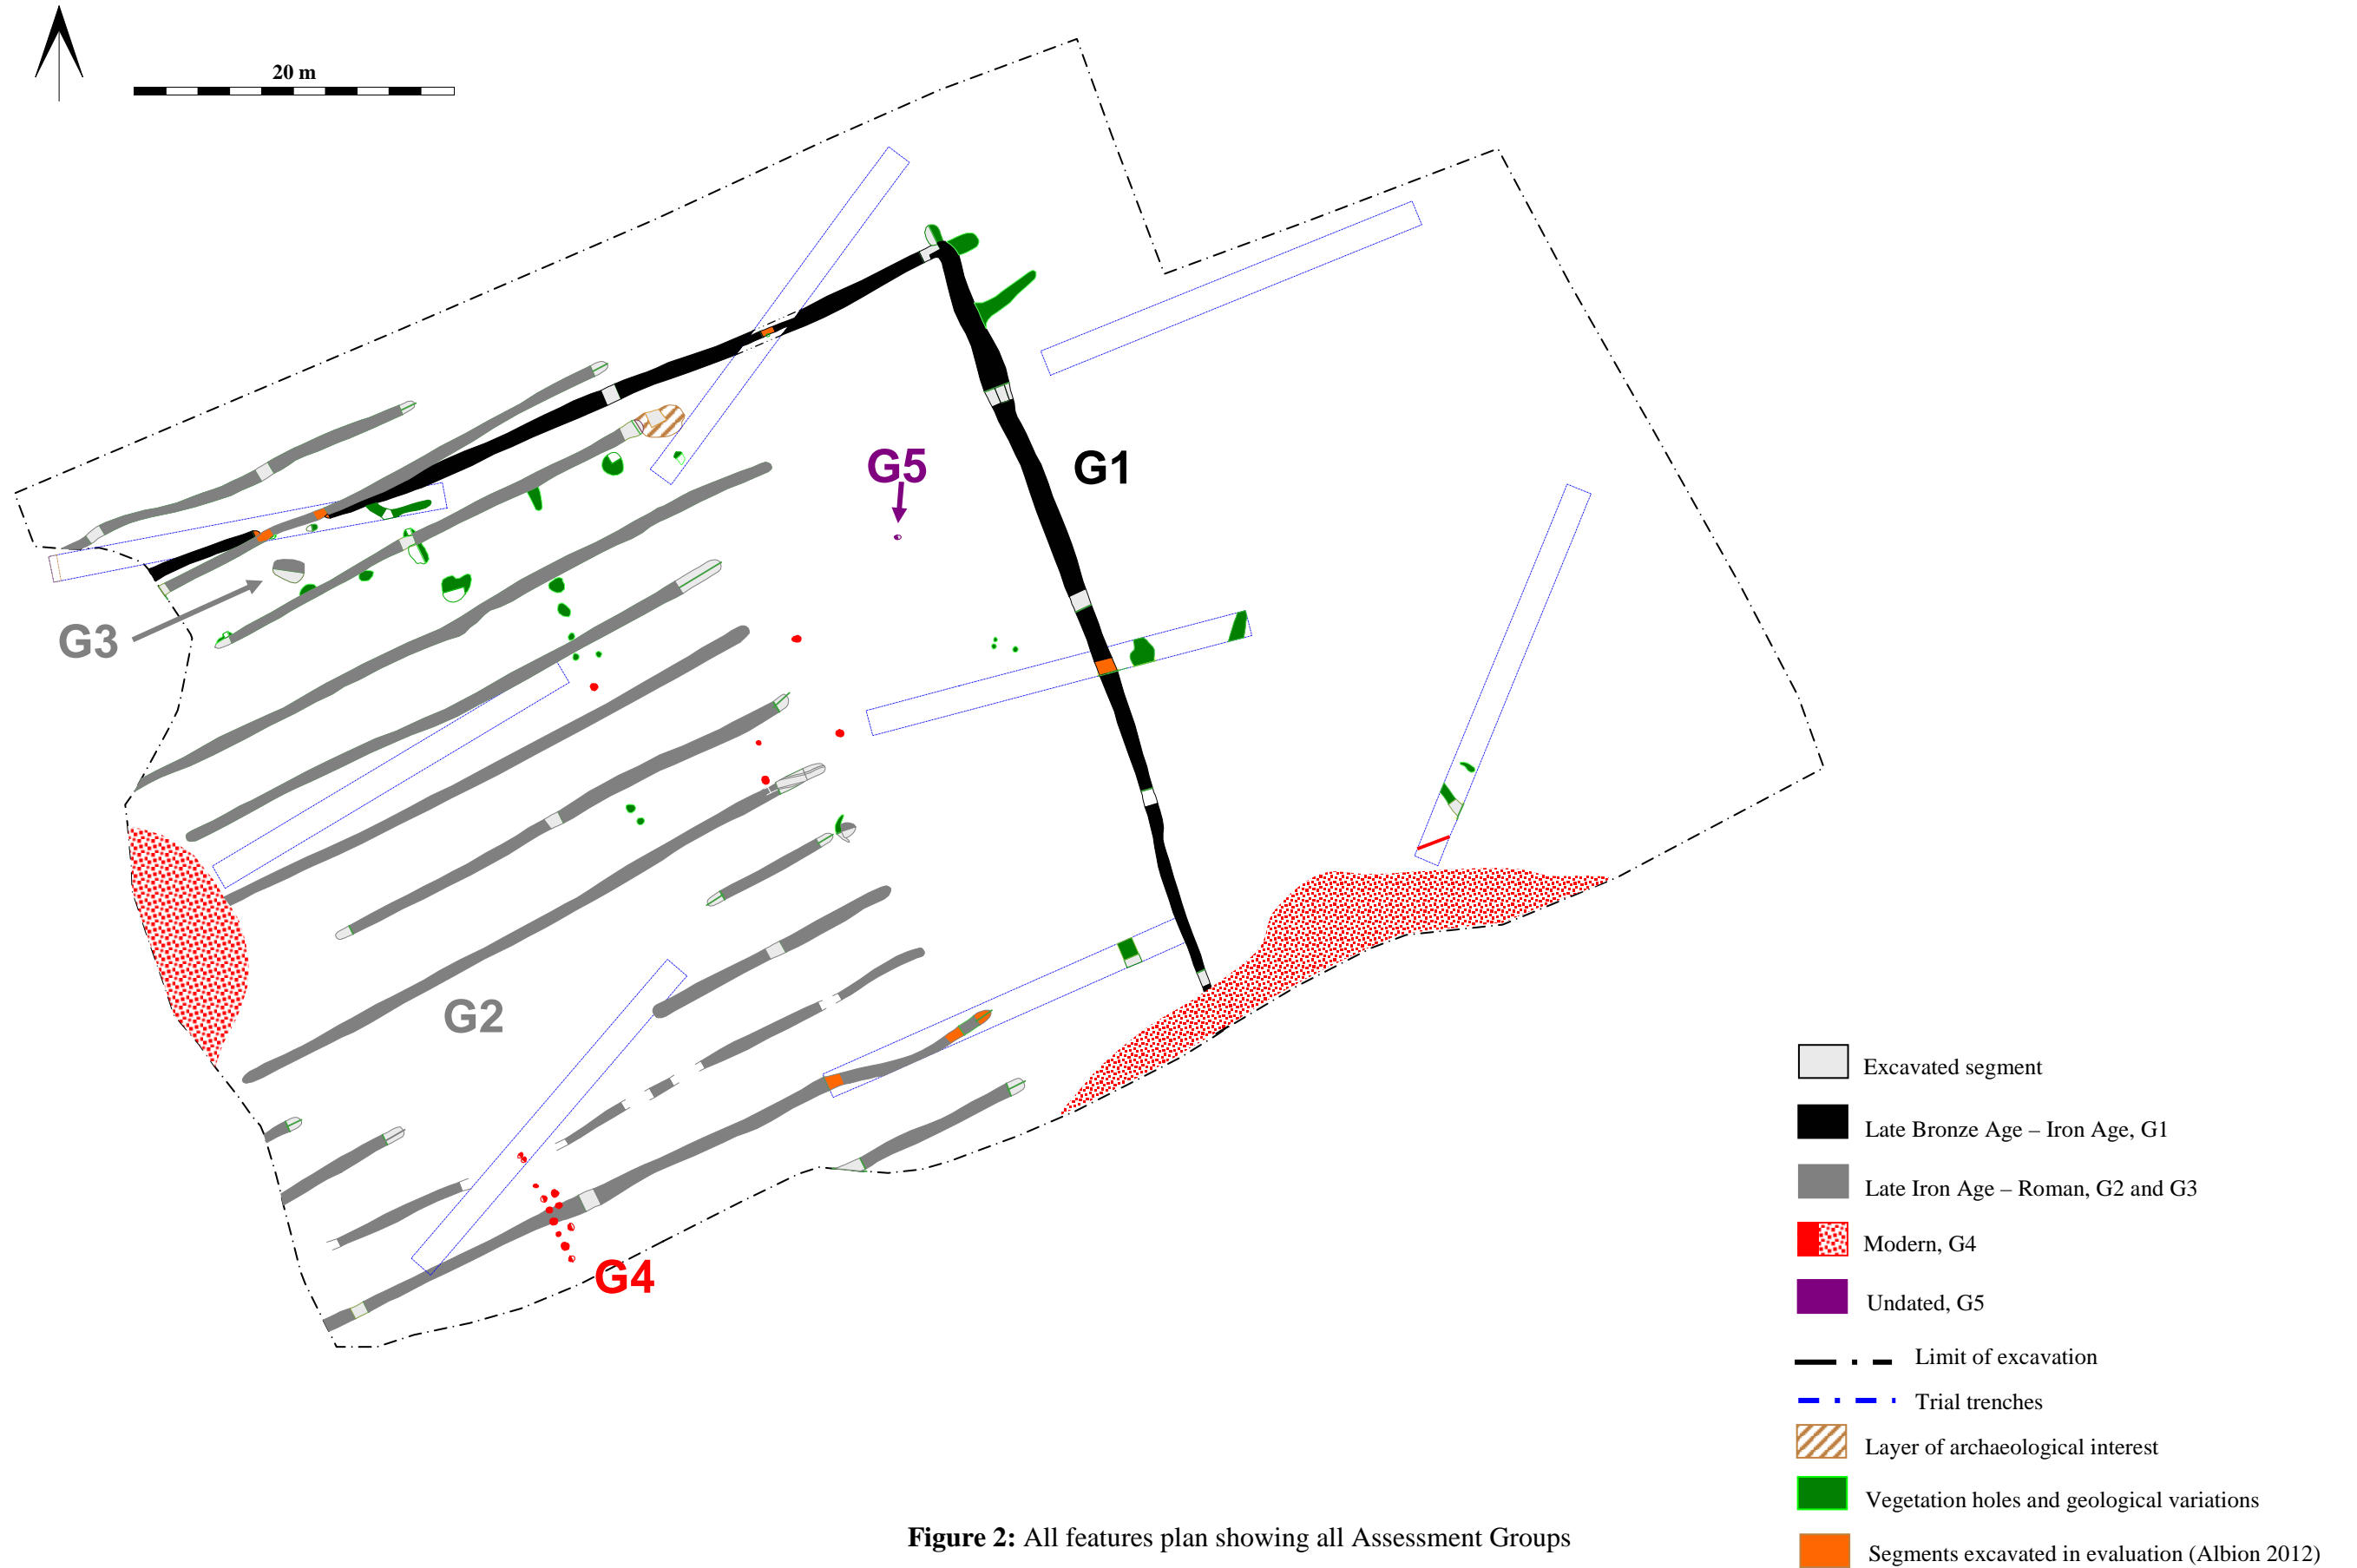 20 m
G5
G1
G3
G2
G4
Excavated segment
Late Bronze Age – Iron Age, G1
Late Iron Age – Roman, G2 and G3
Modern, G4
Undated, G5
Limit of excavation
Trial trenches
Layer of archaeological interest
Vegetation holes and geological variations
Segments excavated in evaluation (Albion 2012)
Figure 2: All features plan showing all Assessment Groups